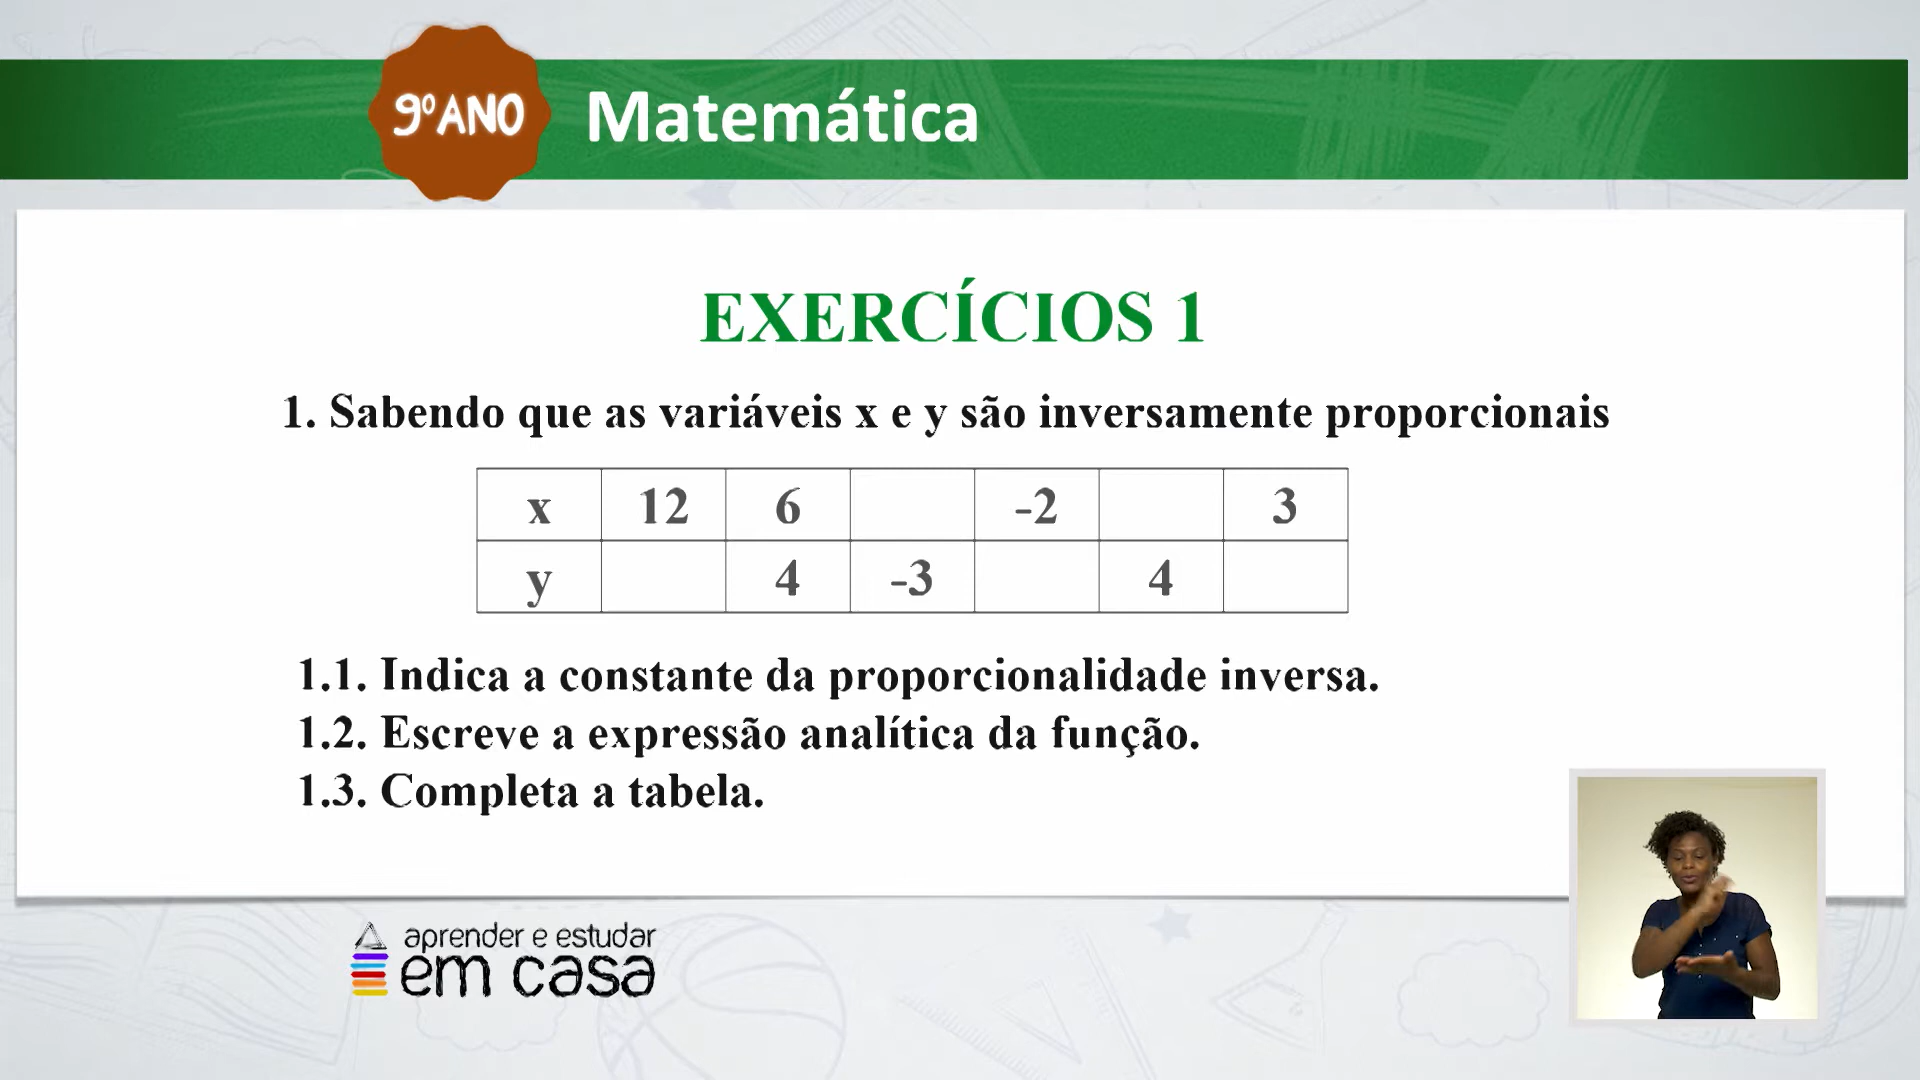 9º ANO
Matemática
EXERCÍCIOS 1
1. Sabendo que as variáveis x e y são inversamente proporcionais
x 12 6 -2 3
y 4 -3 4
1.1. Indica a constante da proporcionalidade inversa.
1.2. Escreve a expressão analítica da função.
1.3. Completa a tabela.
aprender e estudar
em casa